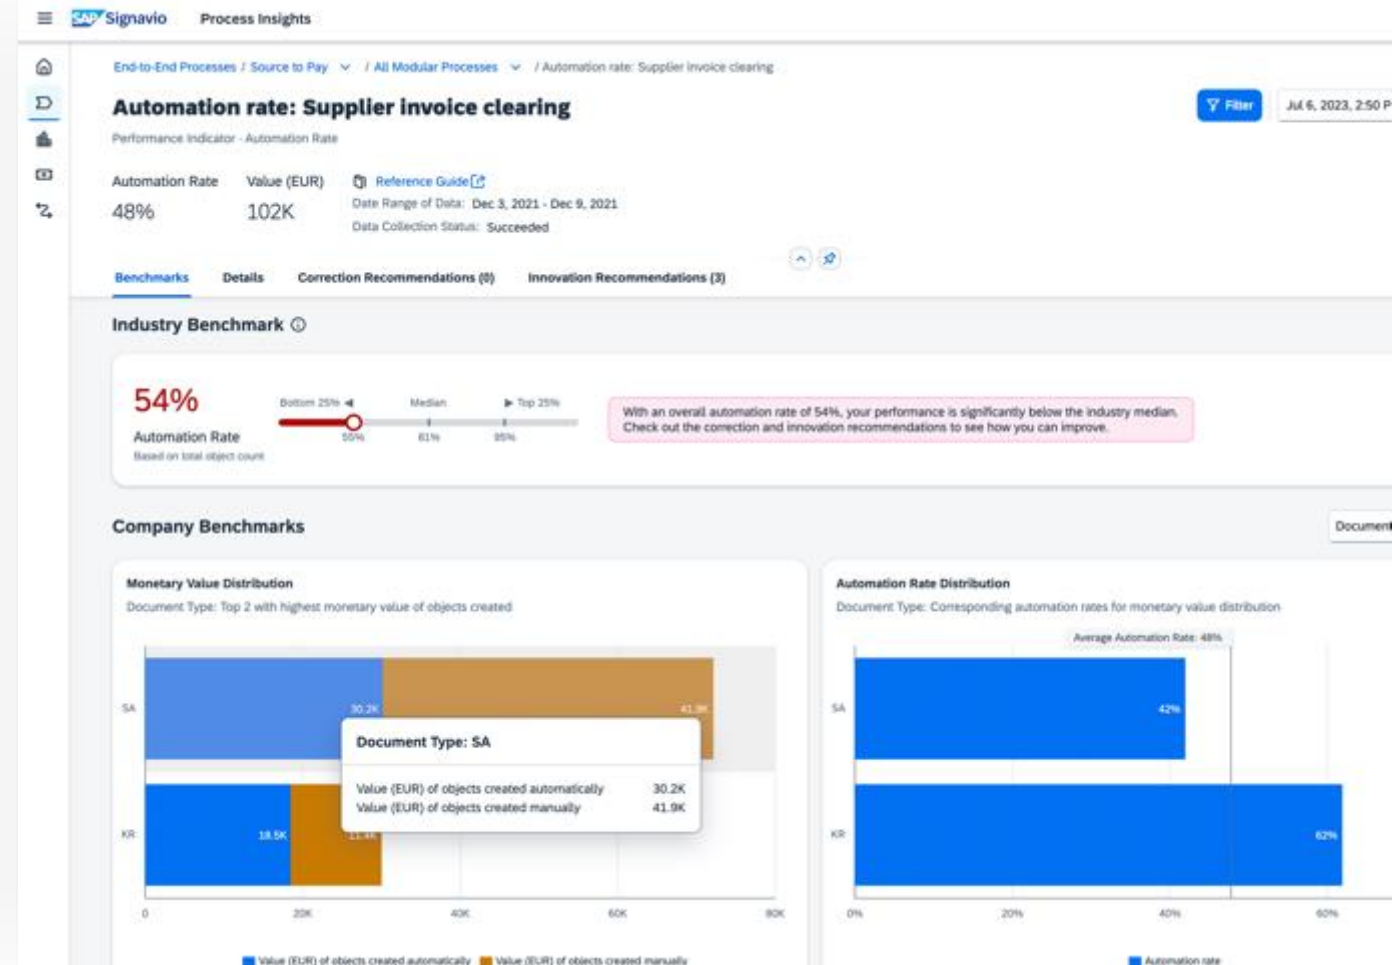 SAP Signavio Process Insights
End-to-End Processes / Source to Pay / All Modular Processes / Automation rate: Supplier invoice clearing
Automation rate: Supplier invoice clearing
Filter
Jul 6, 2023, 2:50 P
Performance Indicator - Automation Rate
Automation Rate
48%
Value (EUR)
102K
Reference Guide
Date Range of Data: Dec 3, 2021 - Dec 9, 2021
Data Collection Status: Succeeded
Benchmarks Details Correction Recommendations (0) Innovation Recommendations (3)
Industry Benchmark
54%
Automation Rate
Based on total object count
Bottom 25% ◀ Median ▶ Top 25%
55% 81% 95%
With an overall automation rate of 54%, your performance is significantly below the industry median.
Check out the correction and innovation recommendations to see how you can improve.
Company Benchmarks
Document
Monetary Value Distribution
Document Type: Top 2 with highest monetary value of objects created
SA
30.2K 41.9K
Document Type: SA
Value (EUR) of objects created automatically 30.2K
Value (EUR) of objects created manually 41.9K
KR
18.5K
0 20K 40K 60K 80K
Value (EUR) of objects created automatically Value (EUR) of objects created manually
Automation Rate Distribution
Document Type: Corresponding automation rates for monetary value distribution
Average Automation Rate: 48%
SA
42%
KR
62%
0% 20% 40% 60%
Automation rate